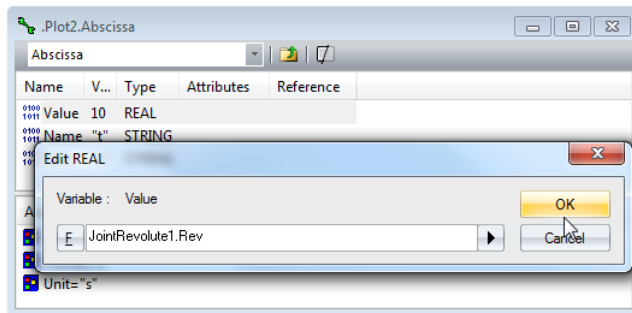 .Plot2.Abscissa
Abscissa
Name V... Type Attributes Reference
Value 10 REAL
Name "t" STRING
Edit REAL
Variable : Value
OK
F JointRevolute1.Rev
Cancel
Unit="s"